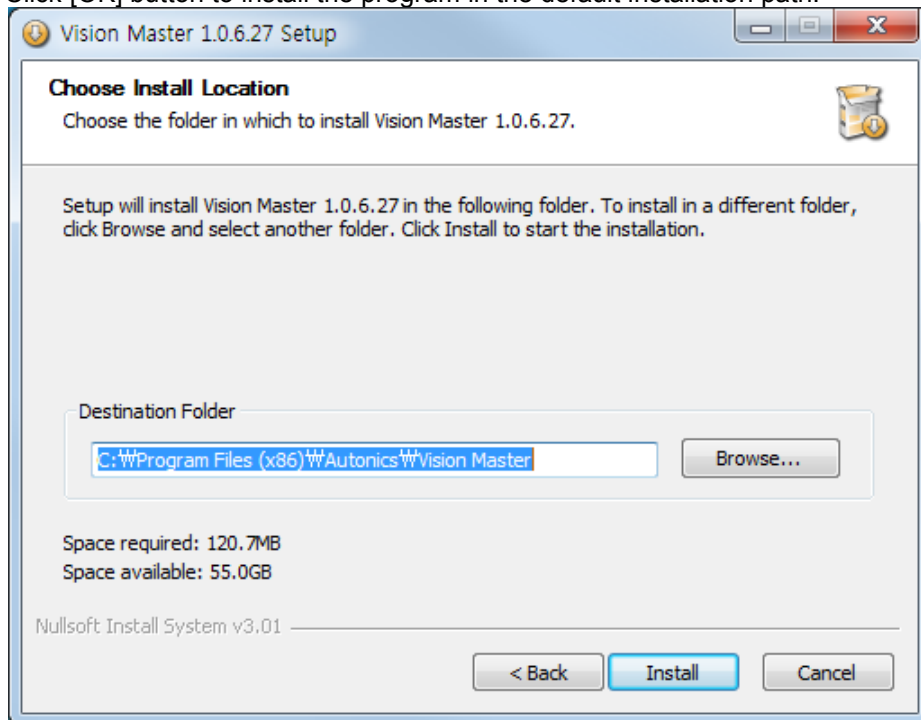 Click [OK] button to install the program in the default installation path.
Vision Master 1.0.6.27 Setup
Choose Install Location
Choose the folder in which to install Vision Master 1.0.6.27.
Setup will install Vision Master 1.0.6.27 in the following folder. To install in a different folder,
click Browse and select another folder. Click Install to start the installation.
Destination Folder
C:₩Program Files (x86)₩Autonics₩Vision Master
Browse...
Space required: 120.7MB
Space available: 55.0GB
Nullsoft Install System v3.01
< Back
Install
Cancel